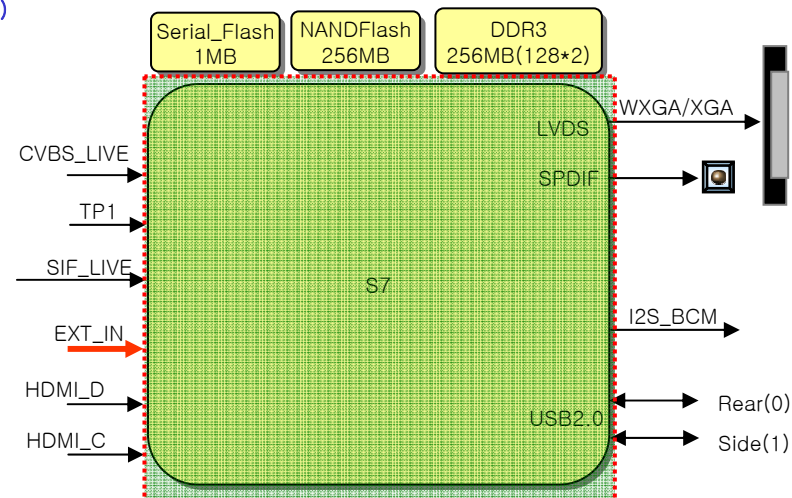 )
Serial_Flash
1MB
NANDFlash
256MB
DDR3
256MB(128*2)
WXGA/XGA
LVDS
CVBS_LIVE
SPDIF
TP1
SIF_LIVE
S7
I2S_BCM
EXT_IN
HDMI_D
Rear(0)
USB2.0
HDMI_C
Side(1)